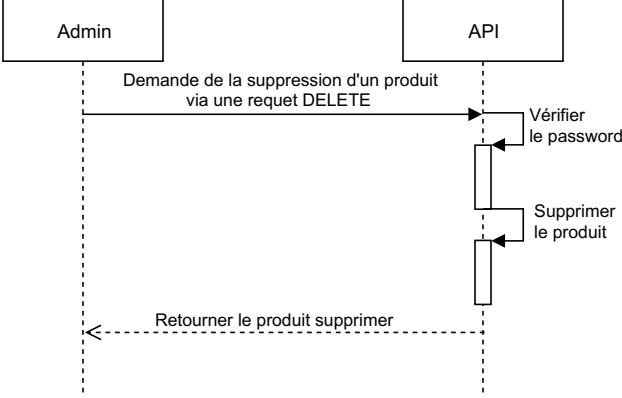 Admin
API
Demande de la suppression d'un produit
via une requet DELETE
Vérifier
le password
Supprimer
le produit
Retourner le produit supprimer